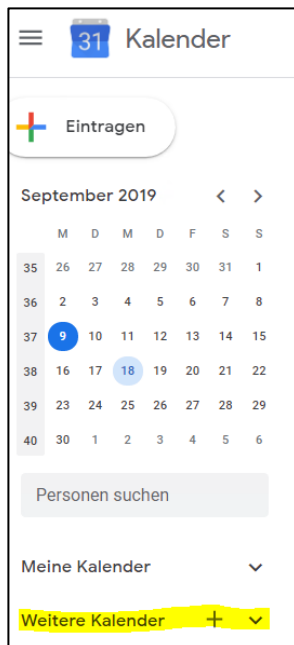 31 Kalender
Eintragen
September 2019 < >
M D M D F S S
35 26 27 28 29 30 31 1
36 2 3 4 5 6 7 8
37 9 10 11 12 13 14 15
38 16 17 18 19 20 21 22
39 23 24 25 26 27 28 29
40 30 1 2 3 4 5 6
Personen suchen
Meine Kalender
Weitere Kalender +